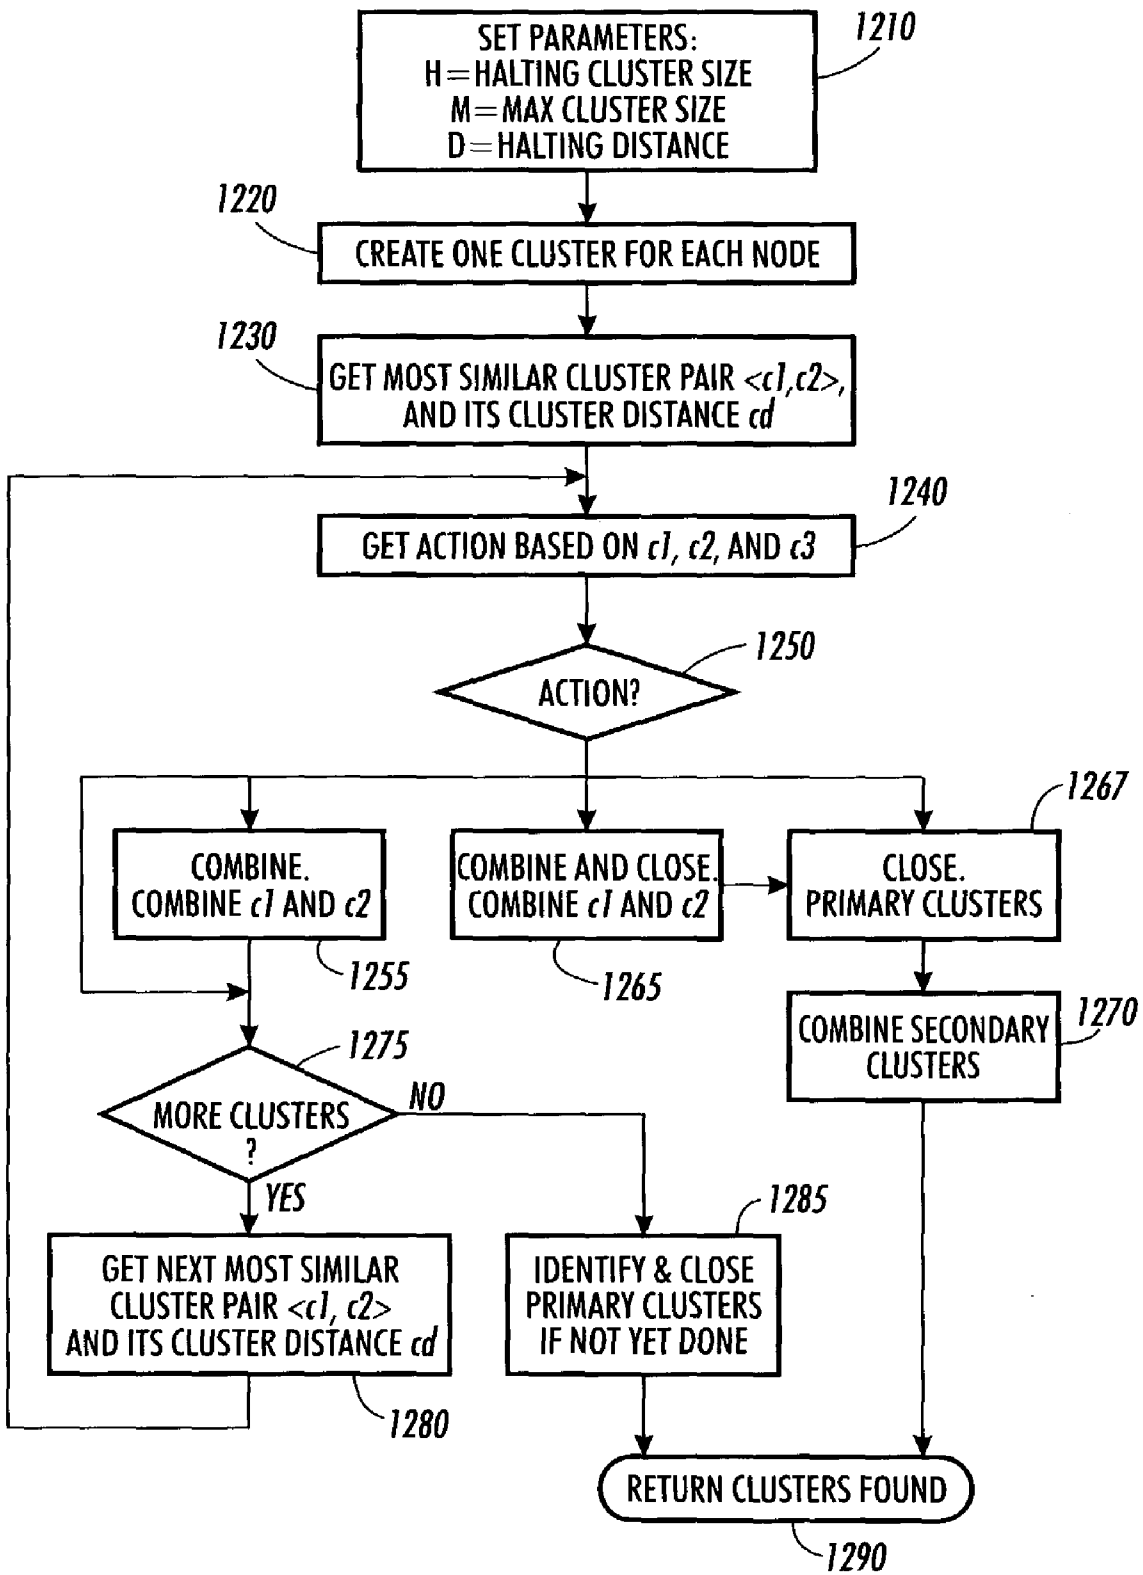 SET PARAMETERS:
H=HALTING CLUSTER SIZE
M=MAX CLUSTER SIZE
D=HALTING DISTANCE
1210
1220
CREATE ONE CLUSTER FOR EACH NODE
1230
GET MOST SIMILAR CLUSTER PAIR <c1,c2>,
AND ITS CLUSTER DISTANCE cd
1240
GET ACTION BASED ON c1, c2, AND c3
1250
ACTION?
1267
COMBINE.
COMBINE c1 AND c2
1255
COMBINE AND CLOSE.
COMBINE c1 AND c2
1265
CLOSE.
PRIMARY CLUSTERS
1270
COMBINE SECONDARY
CLUSTERS
1275
MORE CLUSTERS
?
NO
YES
1285
GET NEXT MOST SIMILAR
CLUSTER PAIR <c1, c2>
AND ITS CLUSTER DISTANCE cd
1280
IDENTIFY & CLOSE
PRIMARY CLUSTERS
IF NOT YET DONE
RETURN CLUSTERS FOUND
1290